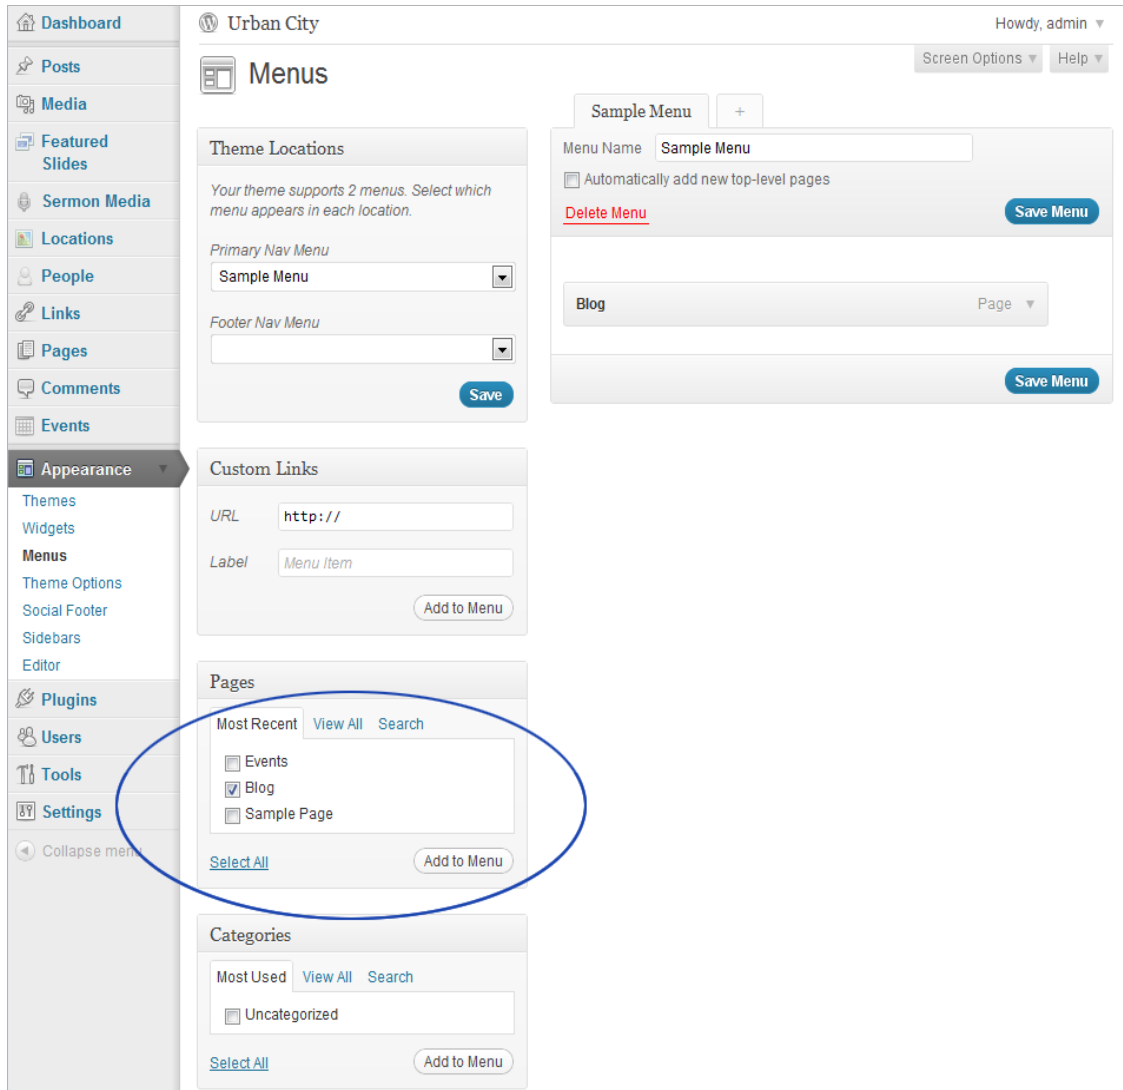 Dashboard
Posts
Media
Featured
Slides
Sermon Media
Locations
People
Links
Pages
Comments
Events
Appearance
Themes
Widgets
Menus
Theme Options
Social Footer
Sidebars
Editor
Plugins
Users
Tools
Settings
Collapse menu
Urban City
Howdy, admin
Screen Options
Help
Menus
Theme Locations
Your theme supports 2 menus. Select which
menu appears in each location.
Primary Nav Menu
Sample Menu
Footer Nav Menu
Save
Custom Links
URL http://
Label Menu Item
Add to Menu
Pages
Most Recent View All Search
Events
Blog
Sample Page
Select All Add to Menu
Categories
Most Used View All Search
Uncategorized
Select All Add to Menu
Sample Menu +
Menu Name Sample Menu
Automatically add new top-level pages
Delete Menu Save Menu
Blog Page
Save Menu